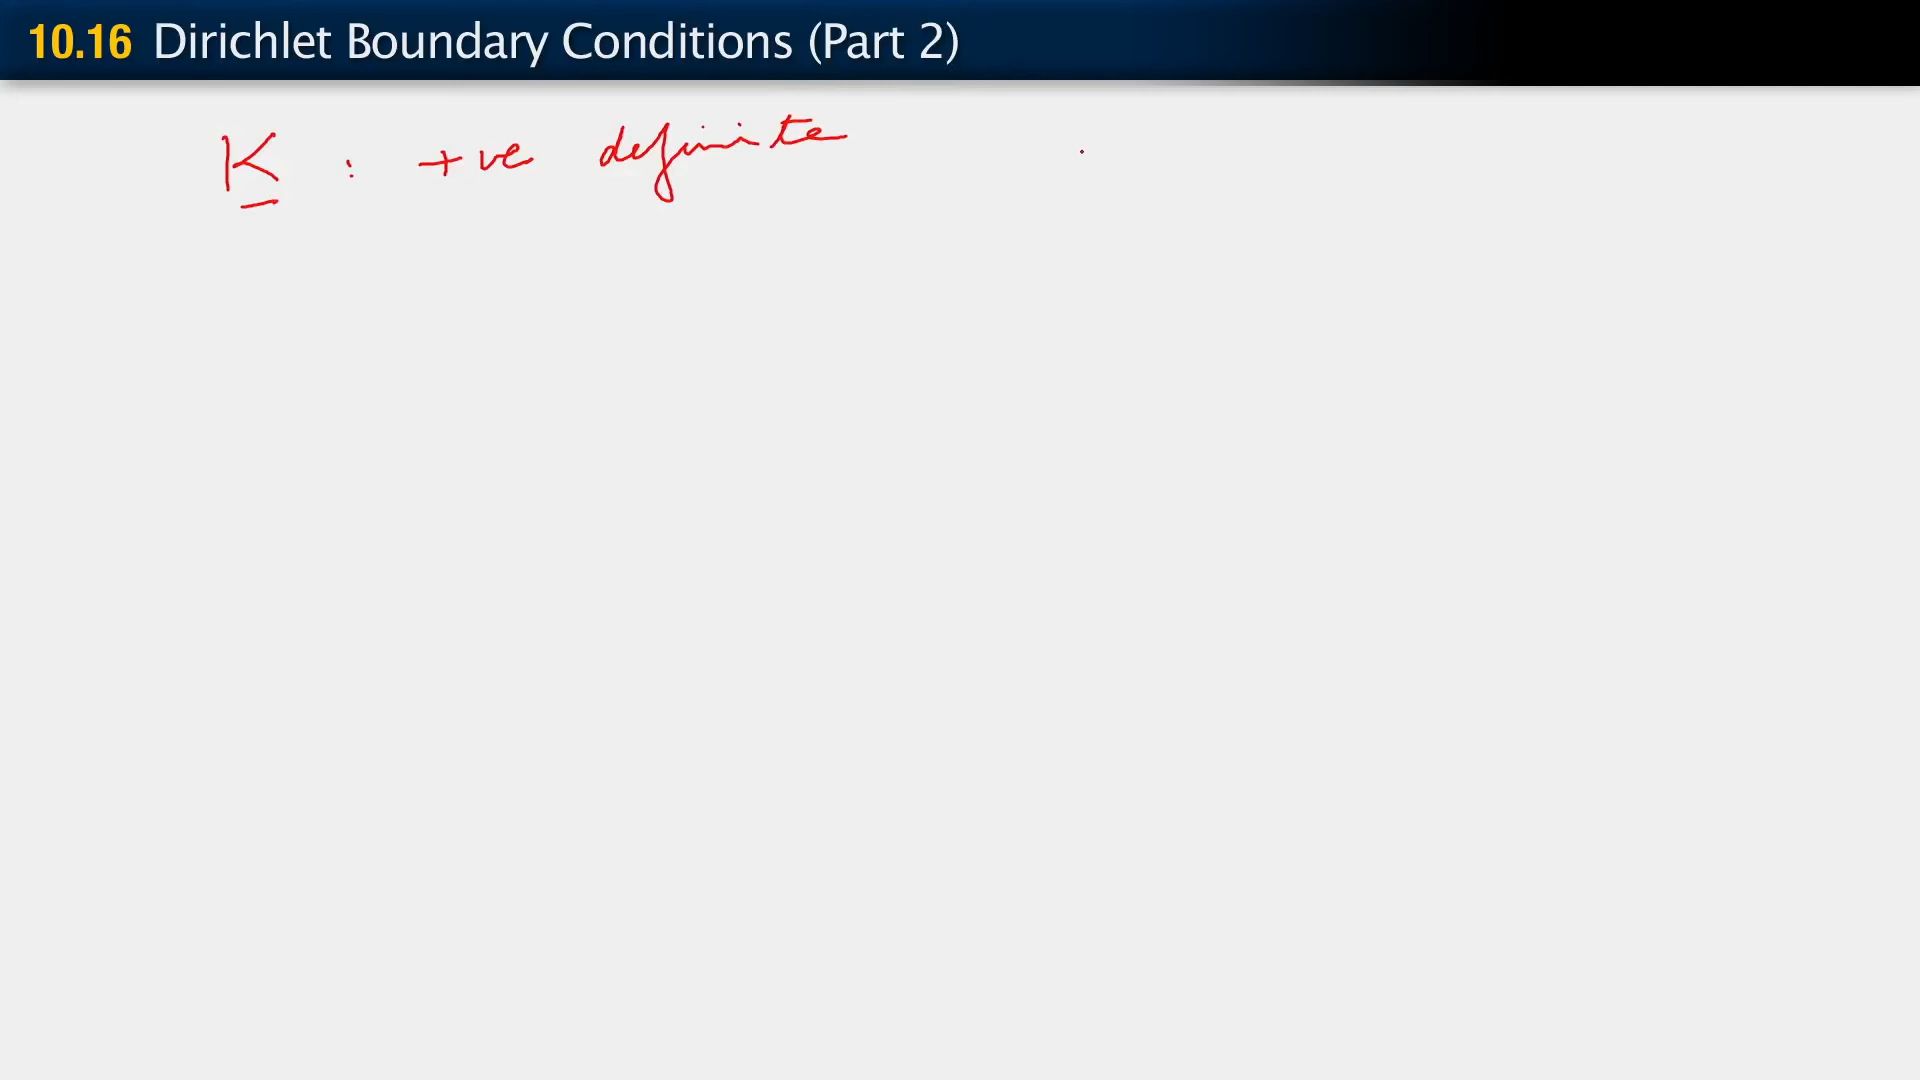 10.16 Dirichlet Boundary Conditions (Part 2)
K : +ve definite